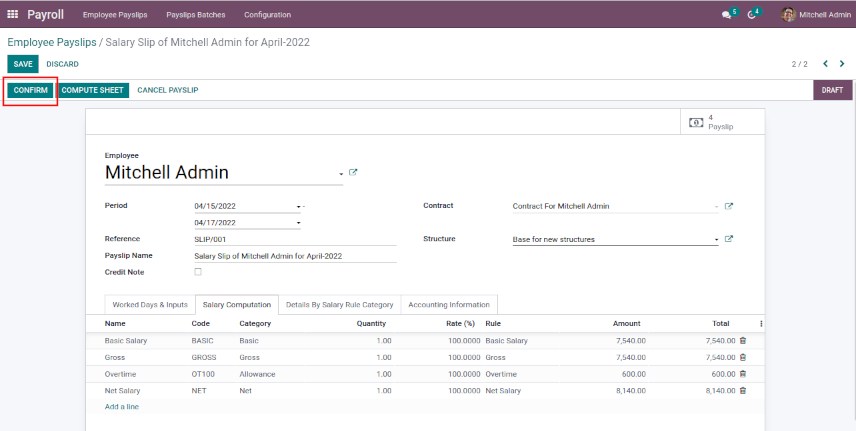 Payroll Employee Payslips Payslips Batches Configuration 5 4 Mitchell Admin
Employee Payslips / Salary Slip of Mitchell Admin for April-2022
SAVE DISCARD 2 / 2
CONFIRM COMPUTE SHEET CANCEL PAYSLIP DRAFT
4
Payslip
Employee
Mitchell Admin
Period 04/15/2022 - Contract Contract For Mitchell Admin
04/17/2022
Reference SLIP/001 Structure Base for new structures
Payslip Name Salary Slip of Mitchell Admin for April-2022
Credit Note
Worked Days & Inputs Salary Computation Details By Salary Rule Category Accounting Information
Name Code Category Quantity Rate (%) Rule Amount Total
Basic Salary BASIC Basic 1.00 100.0000 Basic Salary 7,540.00 7,540.00
Gross GROSS Gross 1.00 100.0000 Gross 7,540.00 7,540.00
Overtime OT100 Allowance 1.00 100.0000 Overtime 600.00 600.00
Net Salary NET Net 1.00 100.0000 Net Salary 8,140.00 8,140.00
Add a line